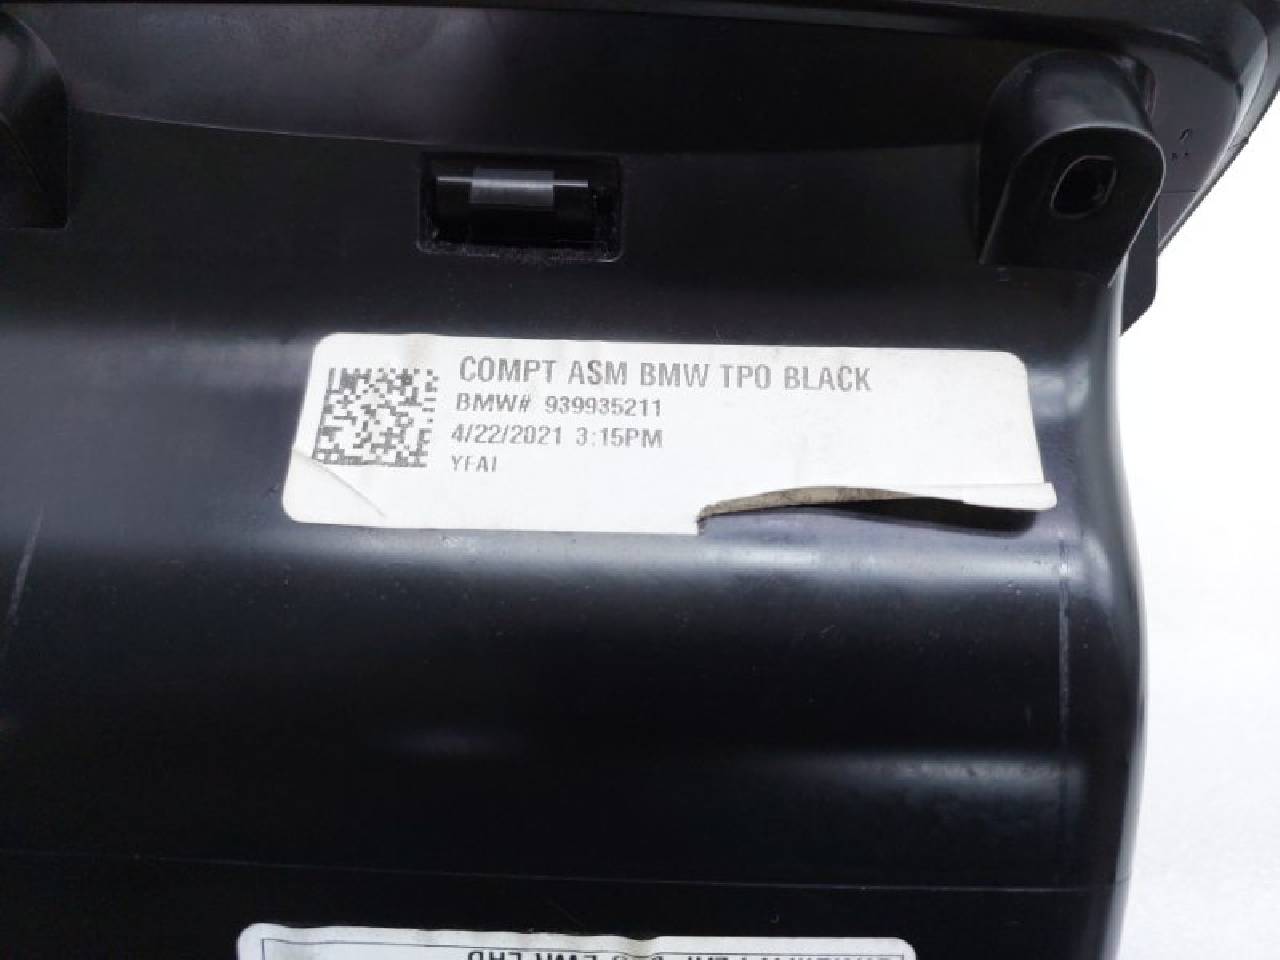 COMPT ASM BMW TPO BLACK
BMW# 939935211
4/22/2021 3:15PM
YFAI